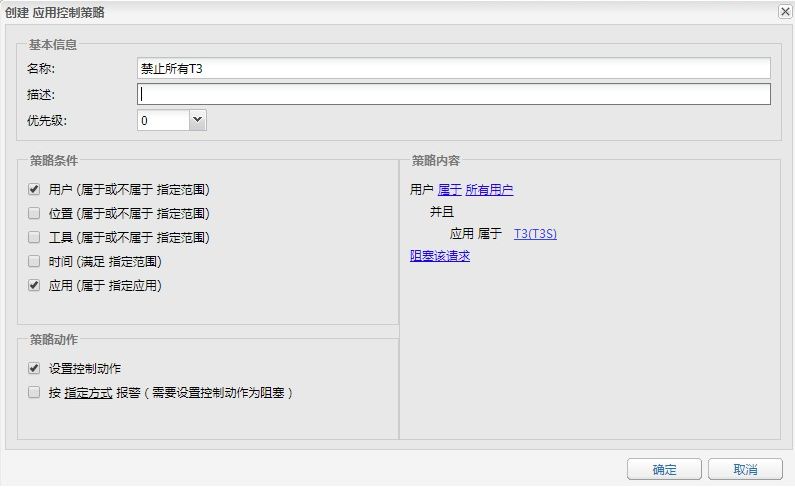 创建 应用控制策略
基本信息
名称: 禁止所有T3
描述:
优先级: 0
策略条件
用户 (属于或不属于 指定范围)
位置 (属于或不属于 指定范围)
工具 (属于或不属于 指定范围)
时间 (满足 指定范围)
应用 (属于 指定应用)
策略动作
设置控制动作
按 指定方式 报警 ( 需要设置控制动作为阻塞 )
策略内容
用户 属于 所有用户
并且
应用 属于 T3(T3S)
阻塞该请求
确定 取消